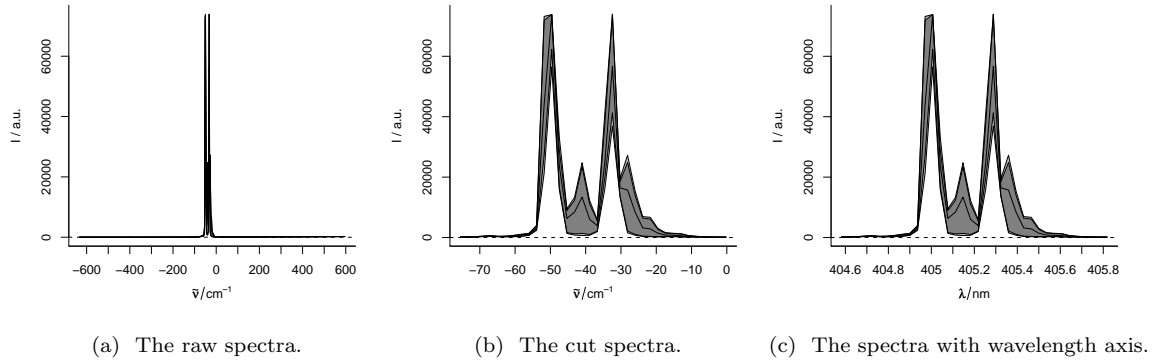 I / a.u.
0 20000 40000 60000
−600 −400 −200 0 200 400 600
ν̃/cm⁻¹
(a) The raw spectra.
I / a.u.
0 20000 40000 60000
−70 −60 −50 −40 −30 −20 −10 0
ν̃/cm⁻¹
(b) The cut spectra.
I / a.u.
0 20000 40000 60000
404.6 404.8 405 405.2 405.4 405.6 405.8
λ/nm
(c) The spectra with wavelength axis.